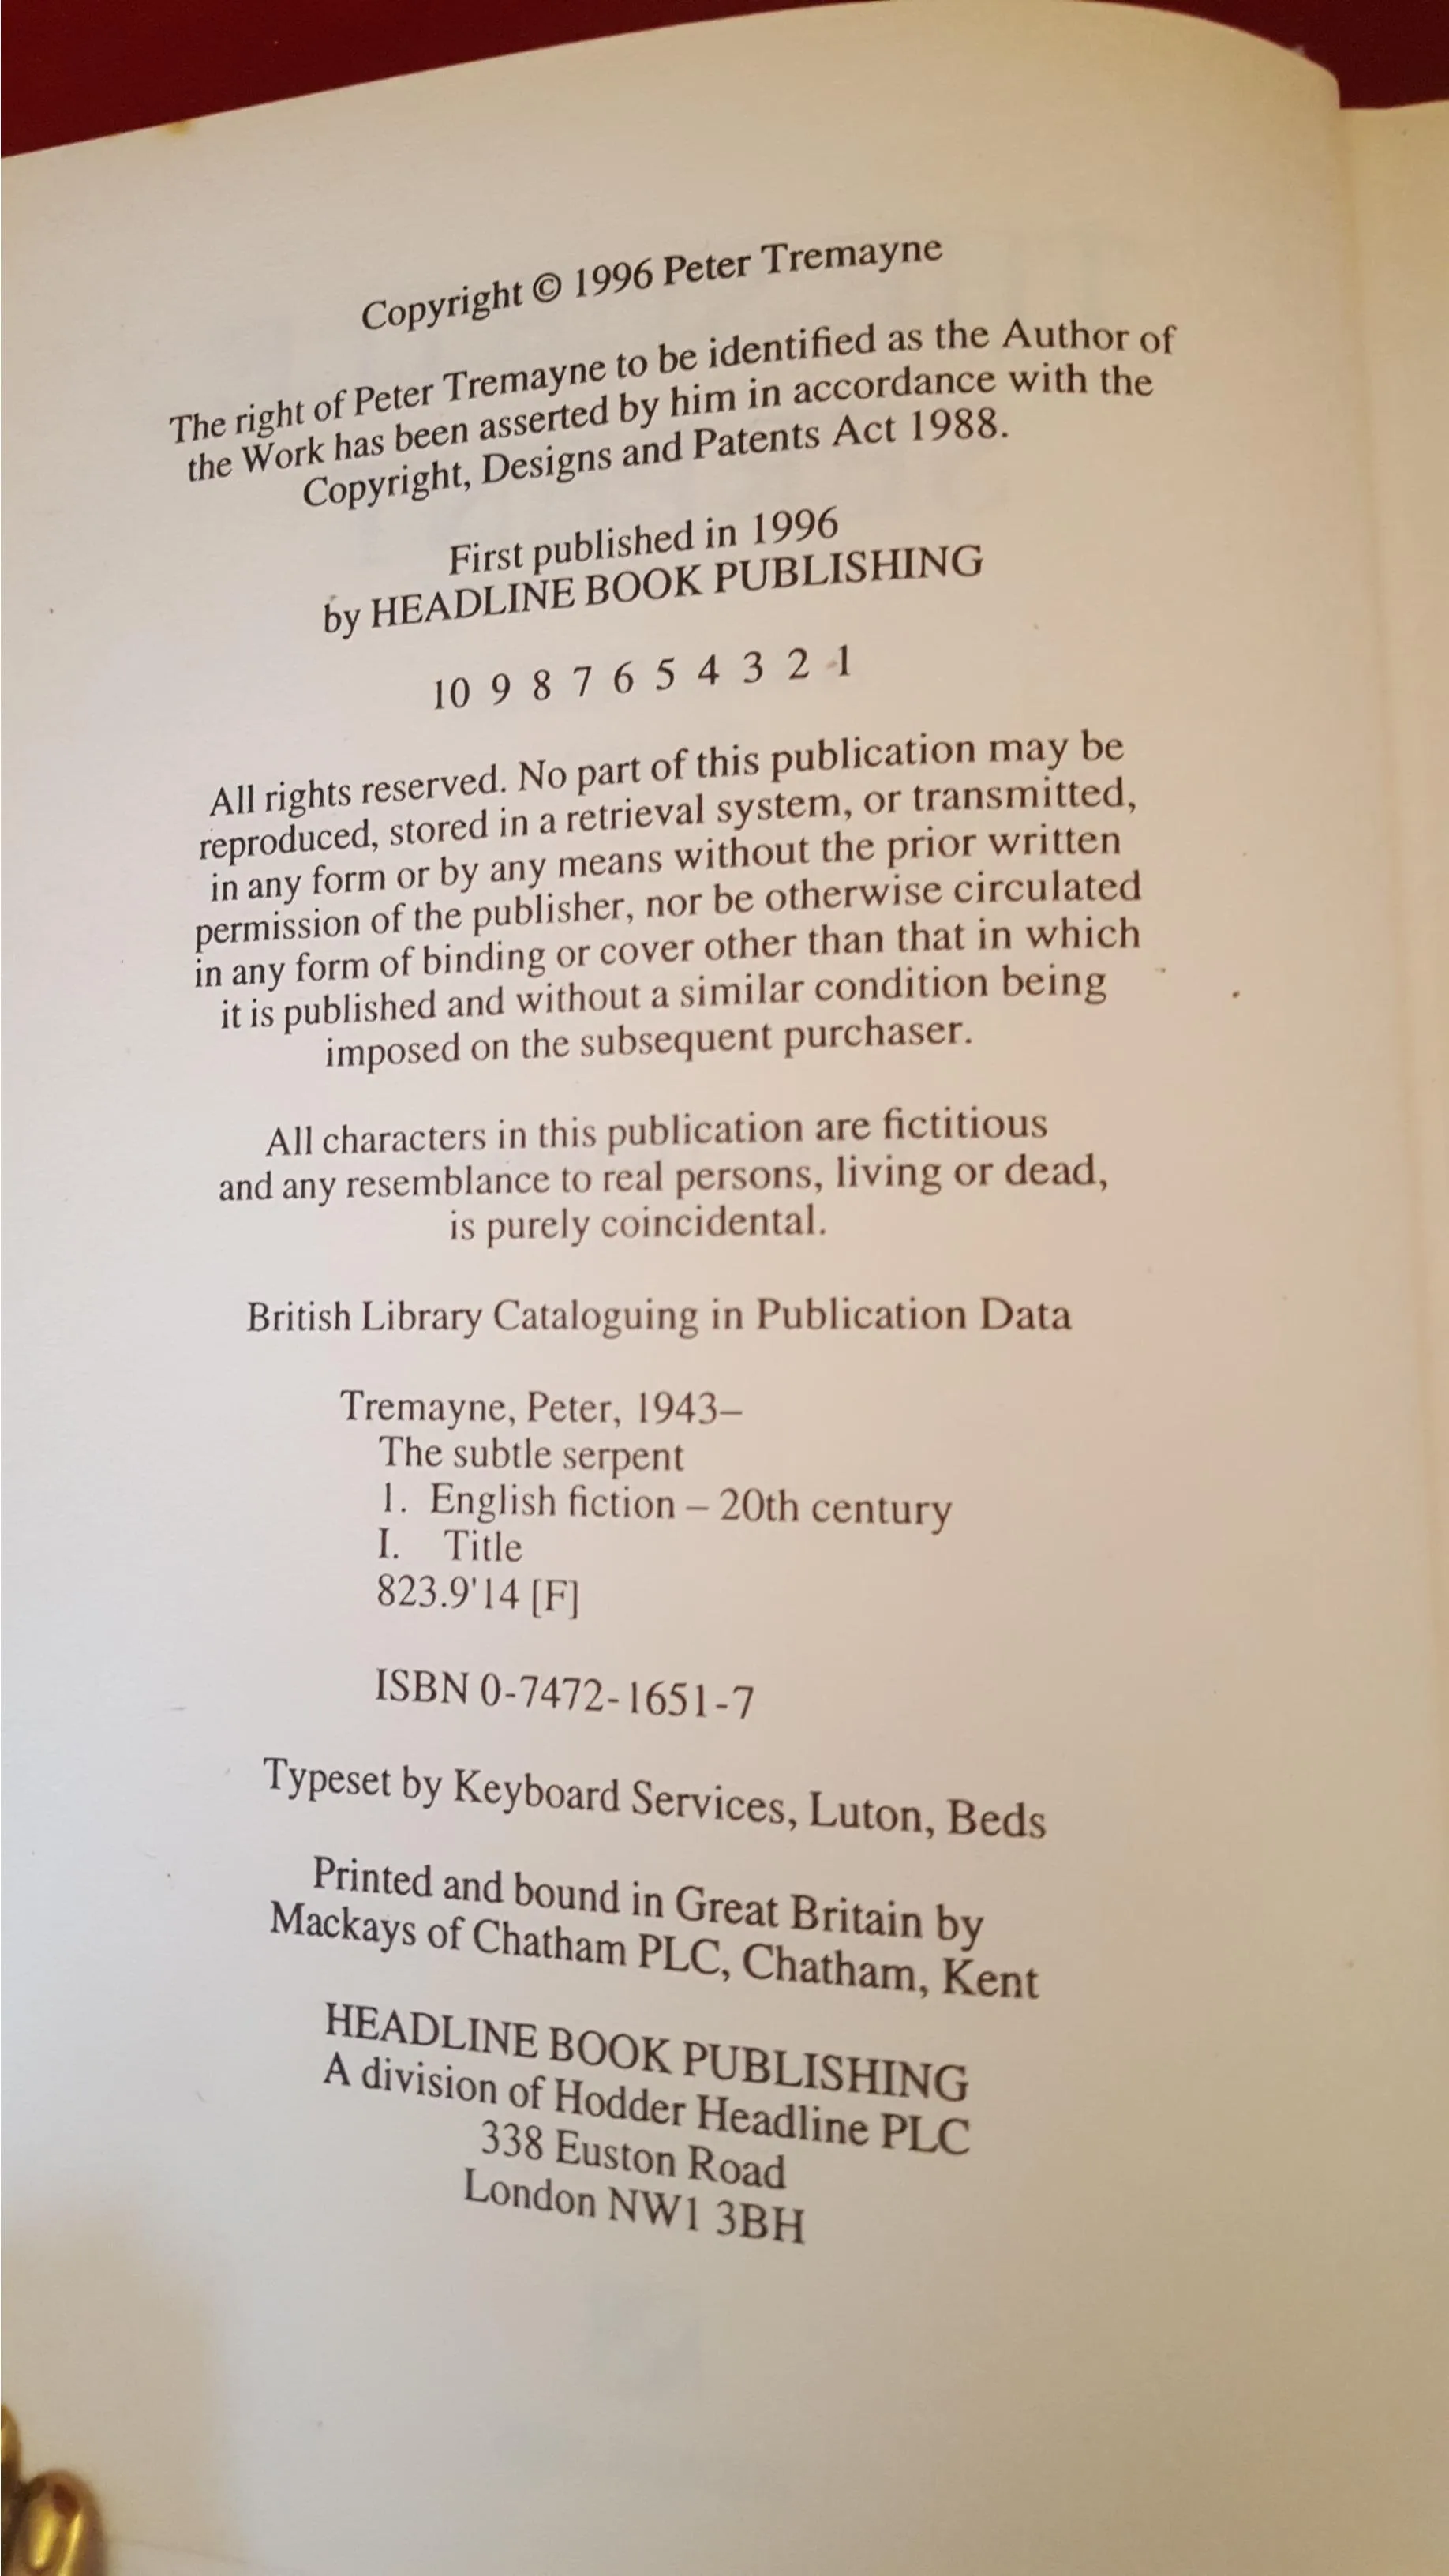 Copyright © 1996 Peter Tremayne
The right of Peter Tremayne to be identified as the Author of
the Work has been asserted by him in accordance with the
Copyright, Designs and Patents Act 1988.
First published in 1996
by HEADLINE BOOK PUBLISHING
10 9 8 7 6 5 4 3 2 1
All rights reserved. No part of this publication may be
reproduced, stored in a retrieval system, or transmitted,
in any form or by any means without the prior written
permission of the publisher, nor be otherwise circulated
in any form of binding or cover other than that in which
it is published and without a similar condition being
imposed on the subsequent purchaser.
All characters in this publication are fictitious
and any resemblance to real persons, living or dead,
is purely coincidental.
British Library Cataloguing in Publication Data
Tremayne, Peter, 1943–
The subtle serpent
1. English fiction – 20th century
I. Title
823.9'14 [F]
ISBN 0-7472-1651-7
Typeset by Keyboard Services, Luton, Beds
Printed and bound in Great Britain by
Mackays of Chatham PLC, Chatham, Kent
HEADLINE BOOK PUBLISHING
A division of Hodder Headline PLC
338 Euston Road
London NW1 3BH